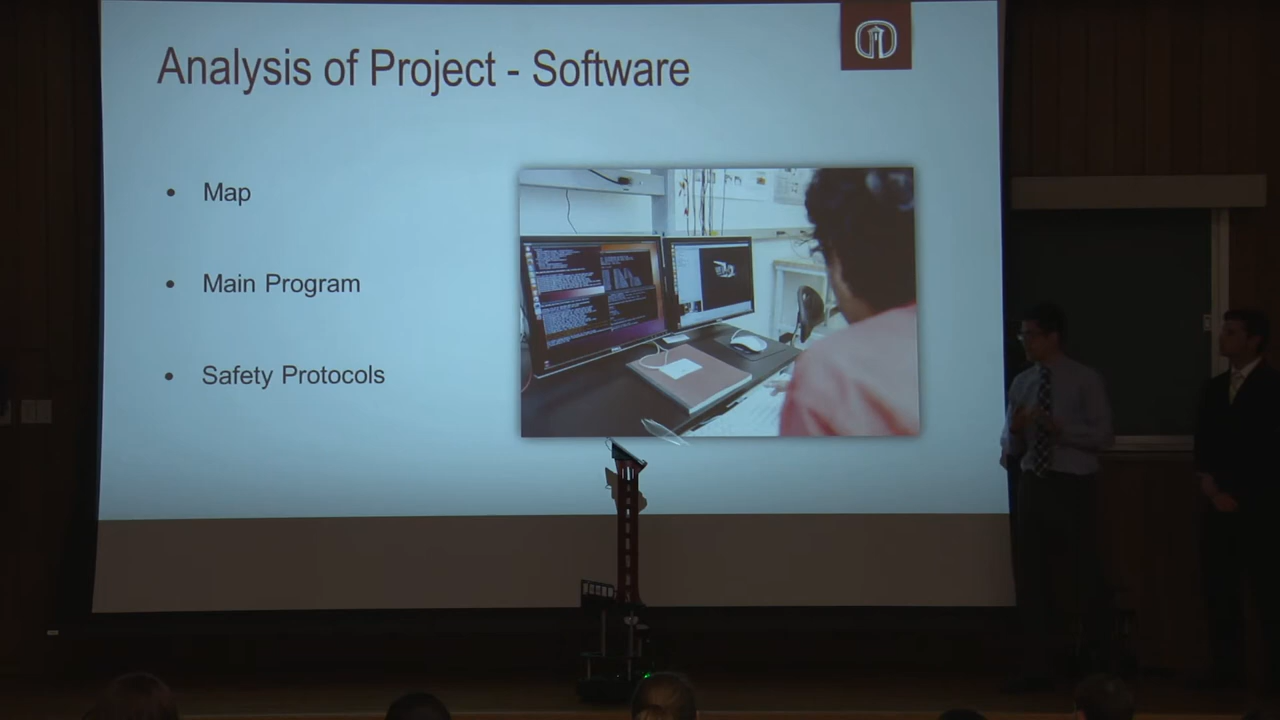 Analysis of Project - Software
Map
Main Program
Safety Protocols